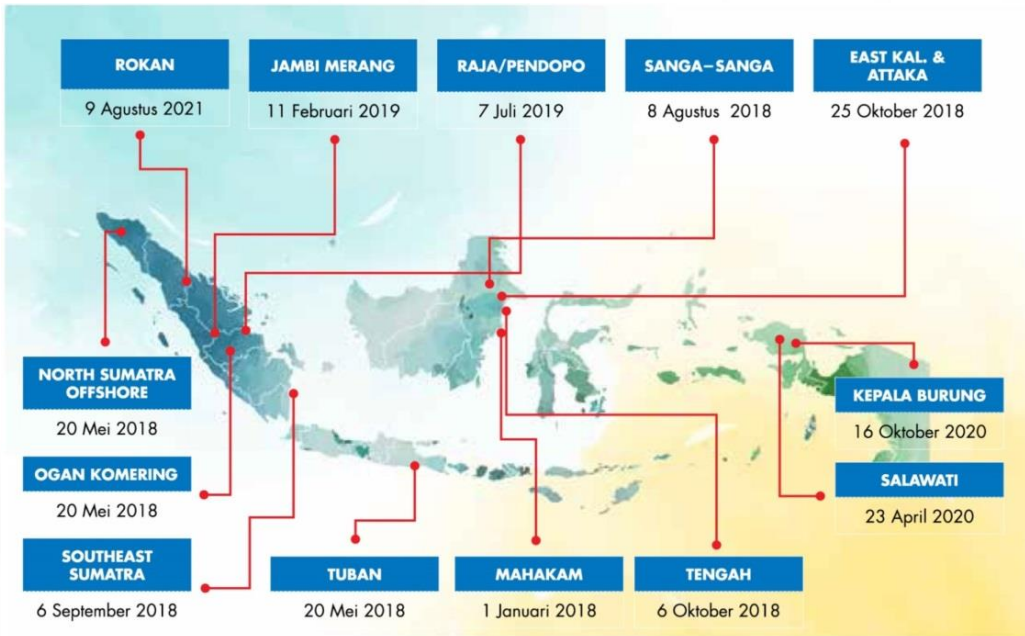 ROKAN
9 Agustus 2021
JAMBI MERANG
11 Februari 2019
RAJA/PENDOPO
7 Juli 2019
SANGA–SANGA
8 Agustus 2018
EAST KAL. &
ATTAKA
25 Oktober 2018
NORTH SUMATRA
OFFSHORE
20 Mei 2018
OGAN KOMERING
20 Mei 2018
SOUTHEAST
SUMATRA
6 September 2018
TUBAN
20 Mei 2018
MAHAKAM
1 Januari 2018
TENGAH
6 Oktober 2018
KEPALA BURUNG
16 Oktober 2020
SALAWATI
23 April 2020